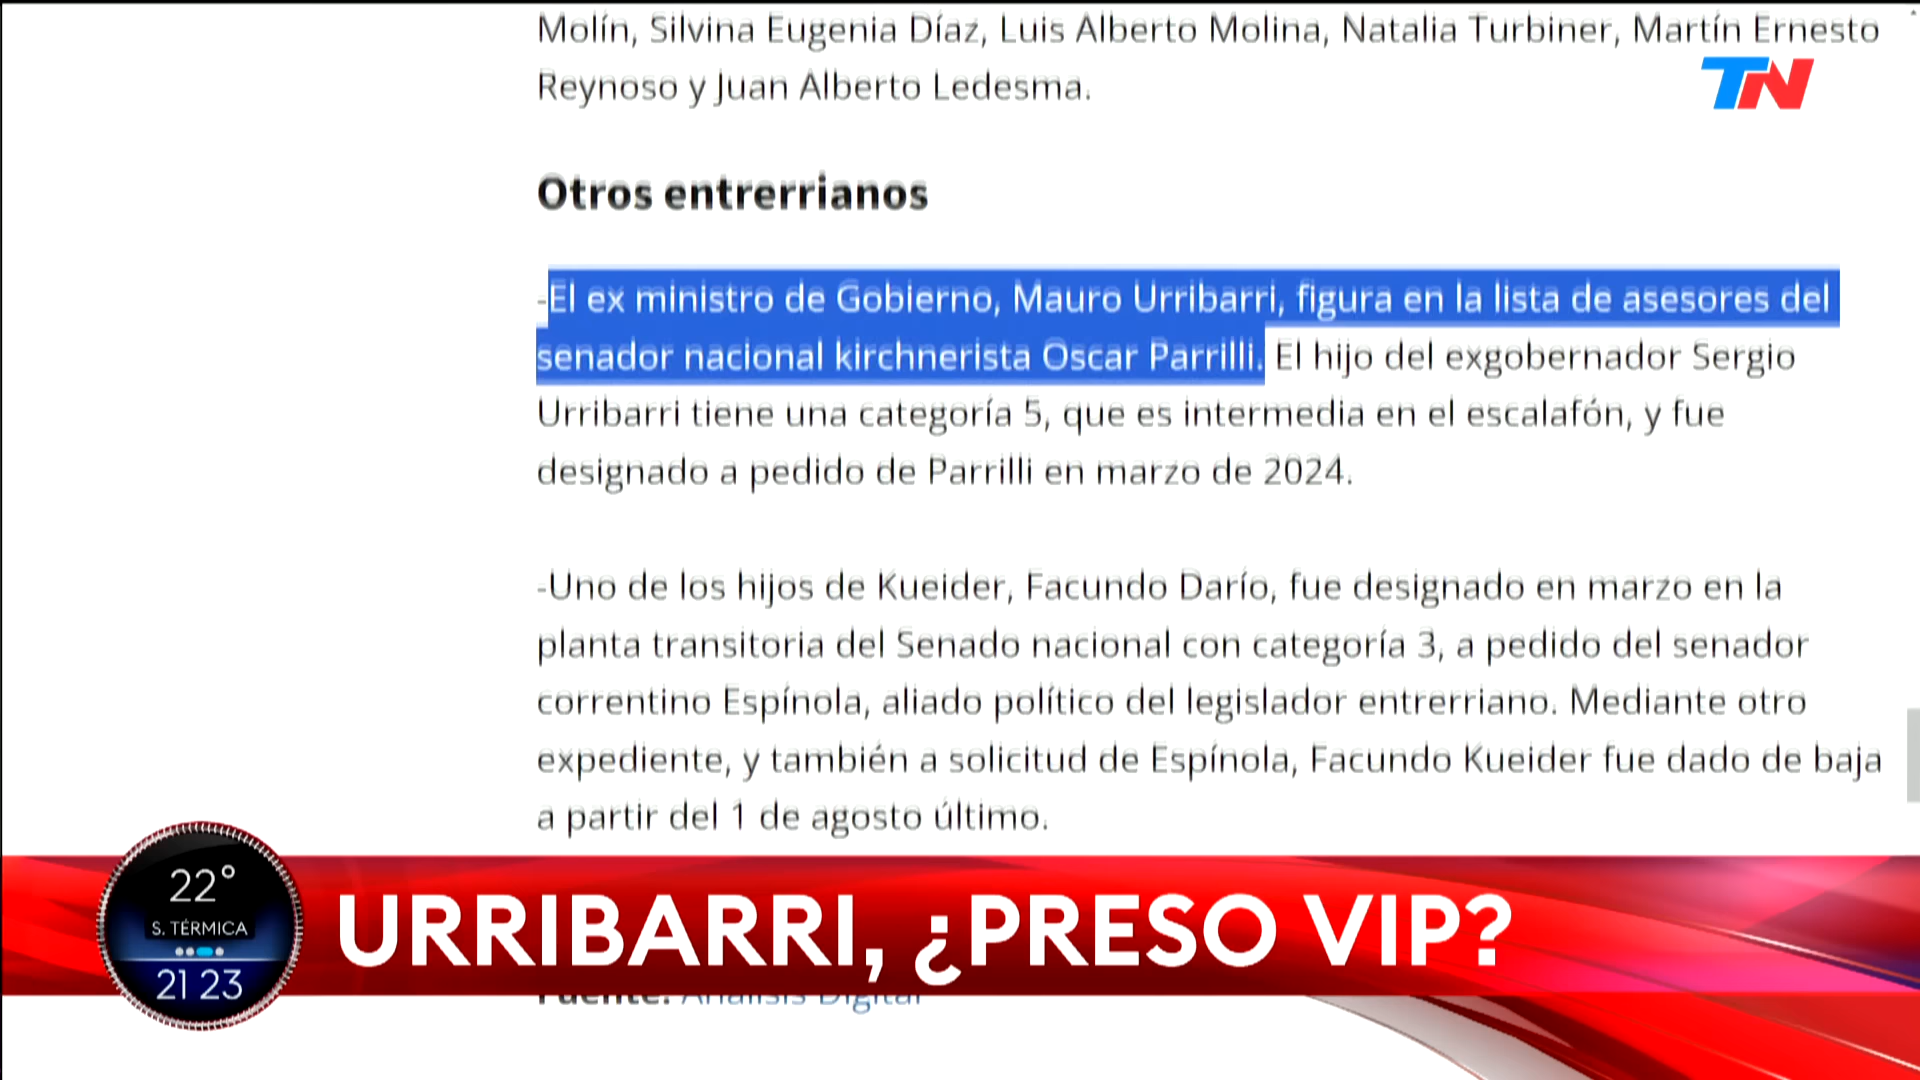 Molín, Silvina Eugenia Díaz, Luis Alberto Molina, Natalia Turbiner, Martín Ernesto
Reynoso y Juan Alberto Ledesma.
TN
Otros entrerrianos
-El ex ministro de Gobierno, Mauro Urribarri, figura en la lista de asesores del
senador nacional kirchnerista Oscar Parrilli. El hijo del exgobernador Sergio
Urribarri tiene una categoría 5, que es intermedia en el escalafón, y fue
designado a pedido de Parrilli en marzo de 2024.
-Uno de los hijos de Kueider, Facundo Darío, fue designado en marzo en la
planta transitoria del Senado nacional con categoría 3, a pedido del senador
correntino Espínola, aliado político del legislador entrerriano. Mediante otro
expediente, y también a solicitud de Espínola, Facundo Kueider fue dado de baja
a partir del 1 de agosto último.
22°
S. TÉRMICA
21 23
URRIBARRI, ¿PRESO VIP?
Fuente: Análisis Digital